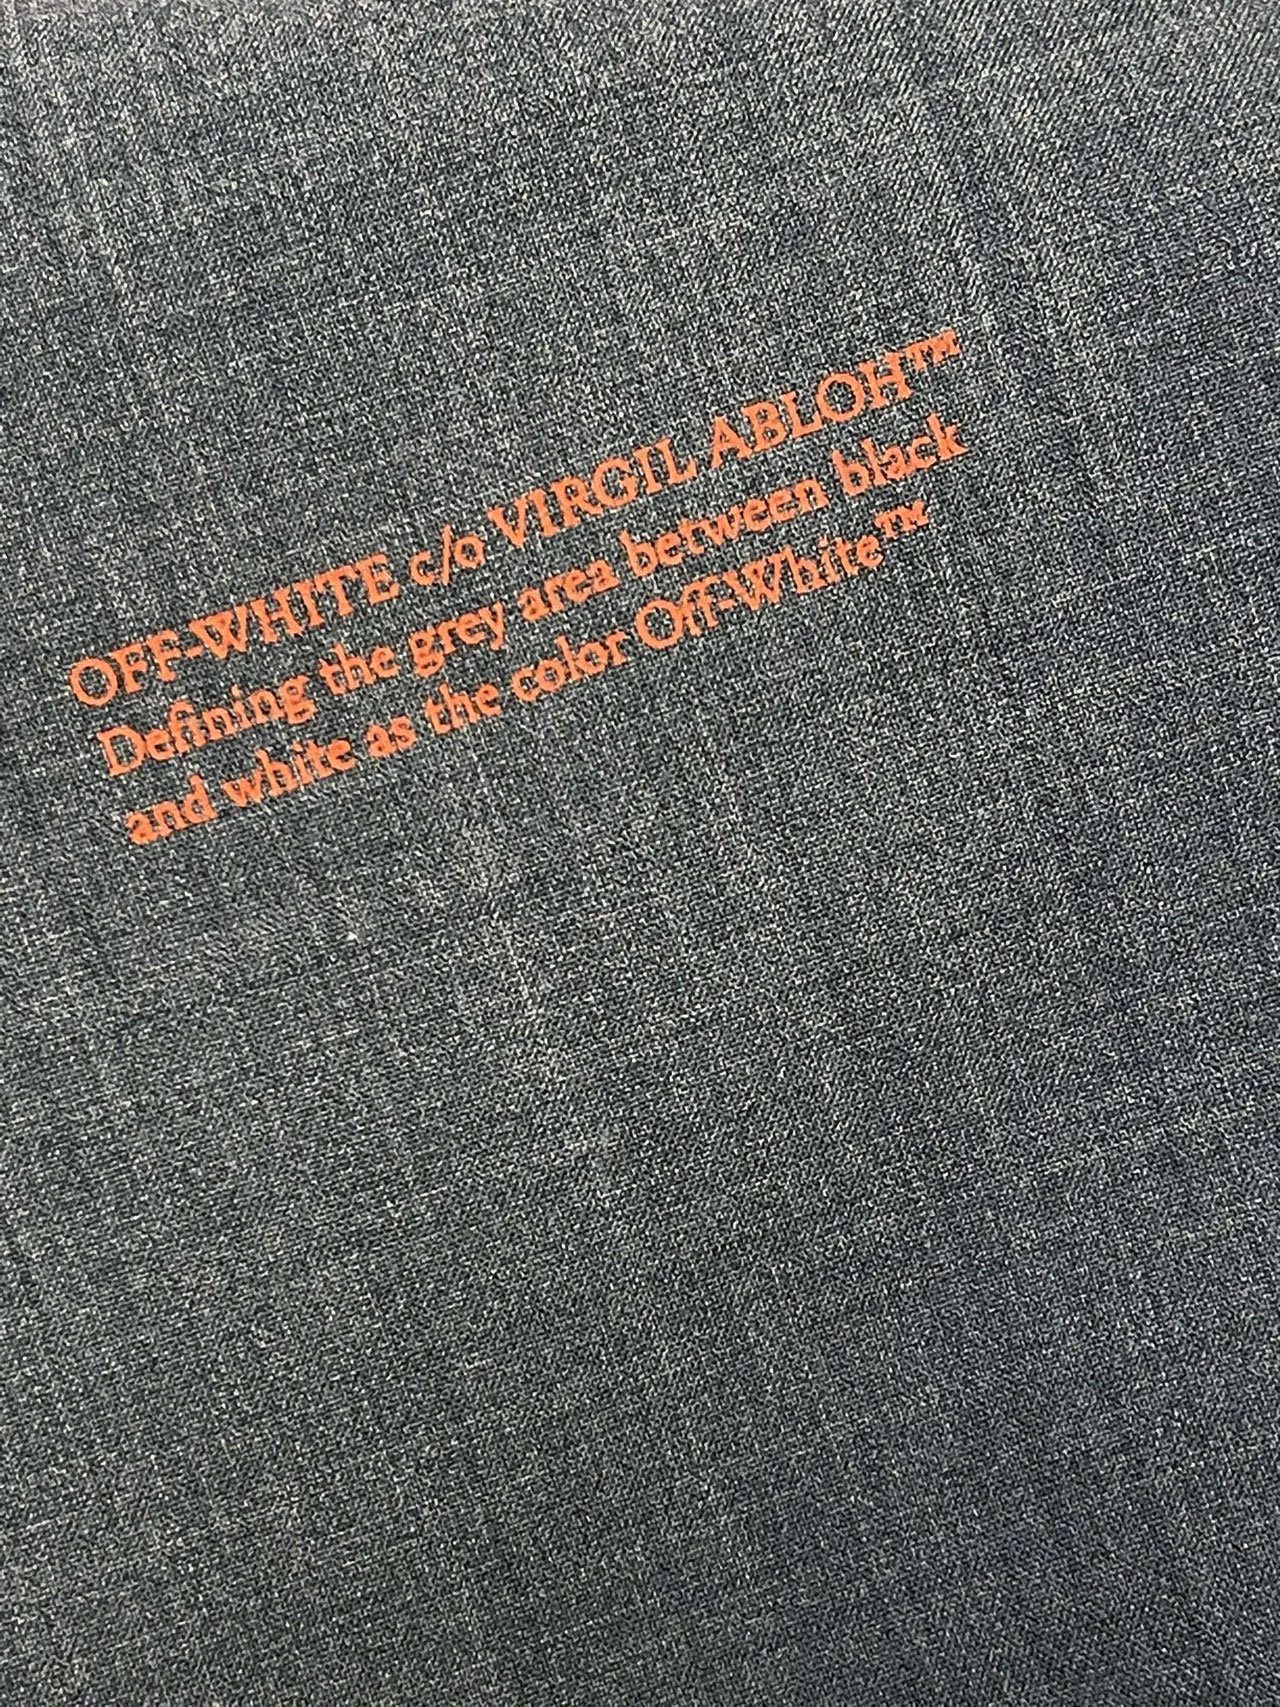 OFF-WHITE c/o VIRGIL ABLOH™
Defining the grey area between black
and white as the color Off-White™